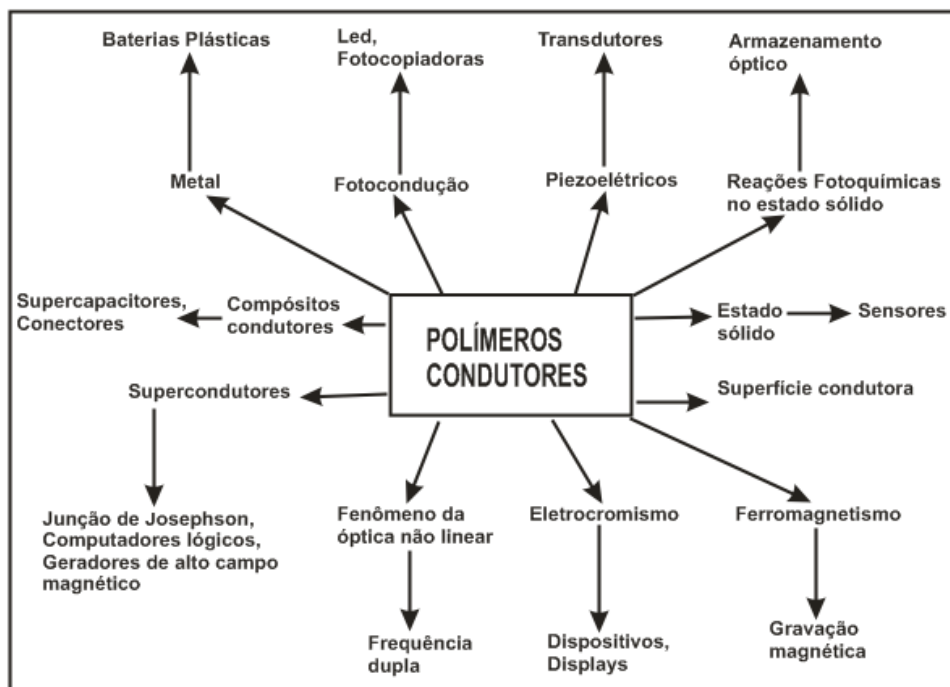 Baterias Plásticas
Led,
Fotocopiadoras
Transdutores
Armazenamento
óptico
Metal
Fotocondução
Piezoelétricos
Reações Fotoquímicas
no estado sólido
Supercapacitores,
Conectores
Compósitos
condutores
POLÍMEROS
CONDUTORES
Estado
sólido
Sensores
Supercondutores
Superfície condutora
Junção de Josephson,
Computadores lógicos,
Geradores de alto campo
magnético
Fenômeno da
óptica não linear
Eletrocromismo
Ferromagnetismo
Frequência
dupla
Dispositivos,
Displays
Gravação
magnética